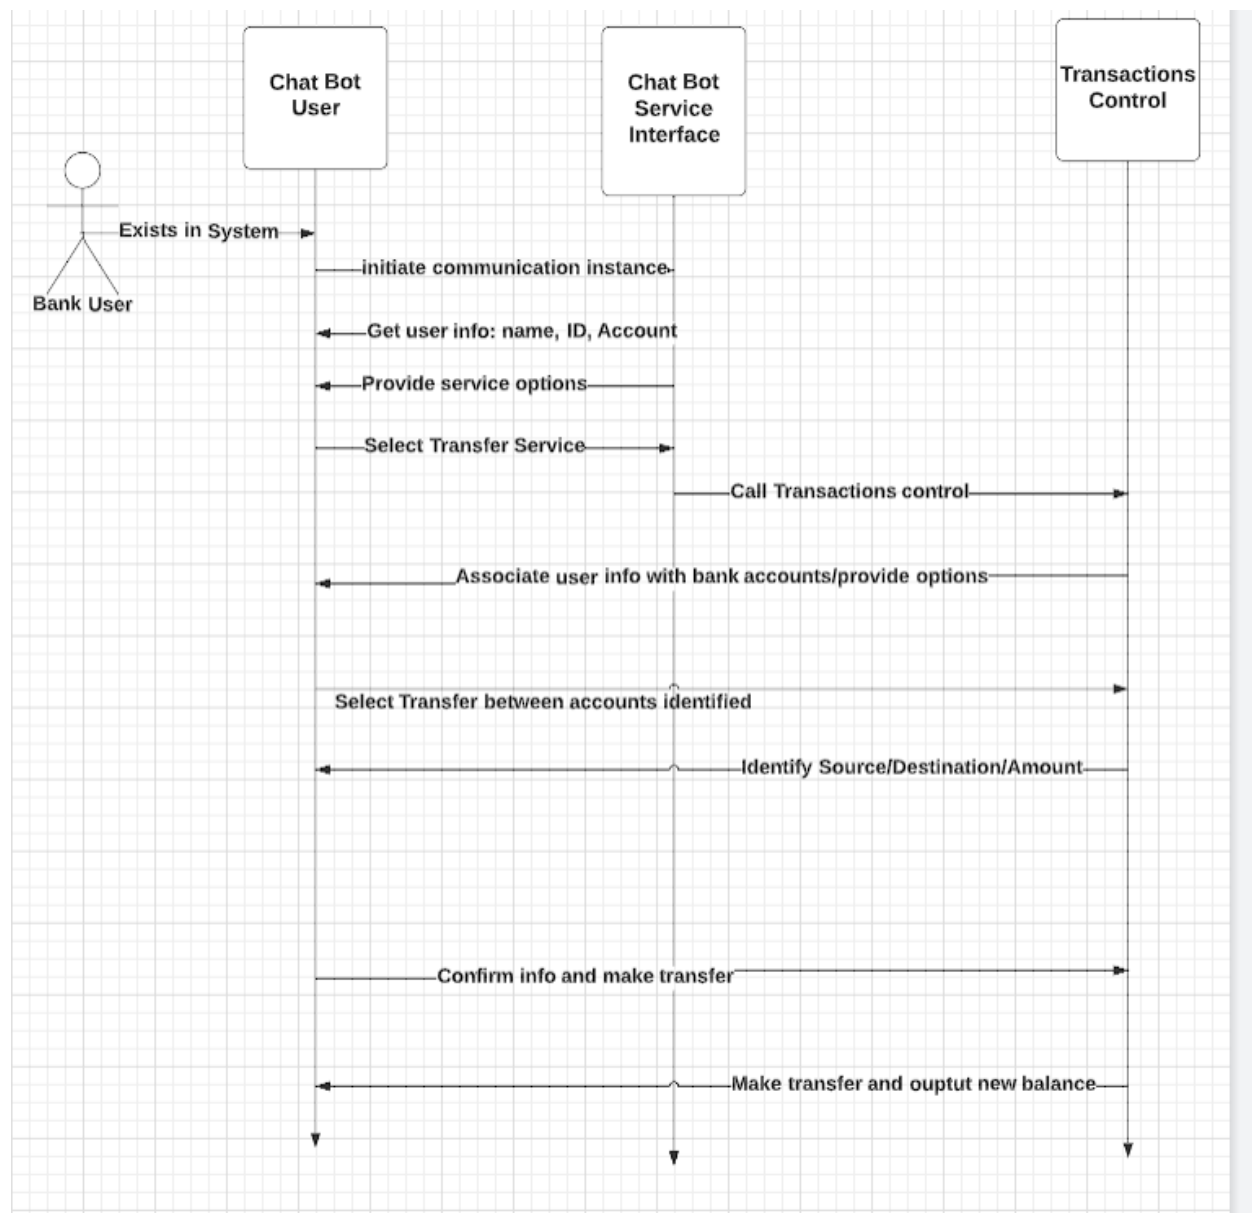 Chat Bot
User
Chat Bot
Service
Interface
Transactions
Control
Exists in System
Bank User
initiate communication instance
Get user info: name, ID, Account
Provide service options
Select Transfer Service
Call Transactions control
Associate user info with bank accounts/provide options
Select Transfer between accounts identified
Identify Source/Destination/Amount
Confirm info and make transfer
Make transfer and ouptut new balance